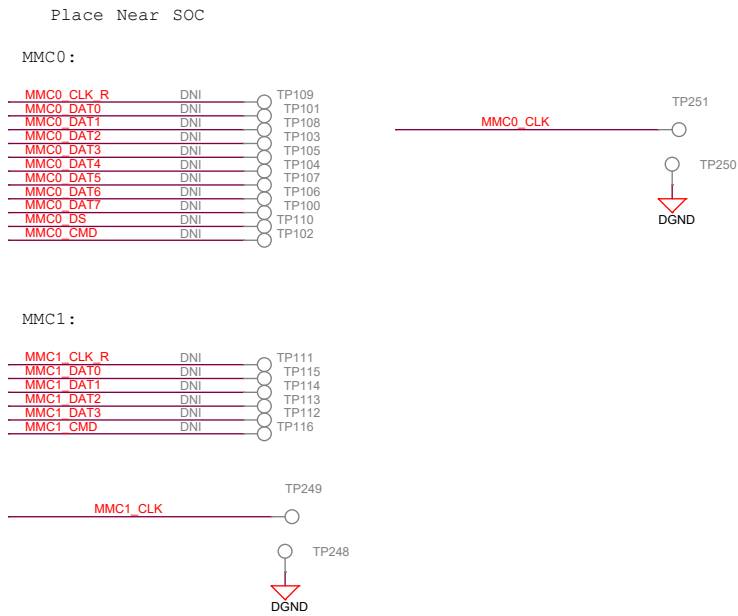 Place Near SOC
MMC0:
MMC0_CLK_R DNI TP109
MMC0_DAT0 DNI TP101
MMC0_DAT1 DNI TP108
MMC0_DAT2 DNI TP103
MMC0_DAT3 DNI TP105
MMC0_DAT4 DNI TP104
MMC0_DAT5 DNI TP107
MMC0_DAT6 DNI TP106
MMC0_DAT7 DNI TP100
MMC0_DS DNI TP110
MMC0_CMD DNI TP102
TP251
MMC0_CLK
TP250
DGND
MMC1:
MMC1_CLK_R DNI TP111
MMC1_DAT0 DNI TP115
MMC1_DAT1 DNI TP114
MMC1_DAT2 DNI TP113
MMC1_DAT3 DNI TP112
MMC1_CMD DNI TP116
TP249
MMC1_CLK
TP248
DGND